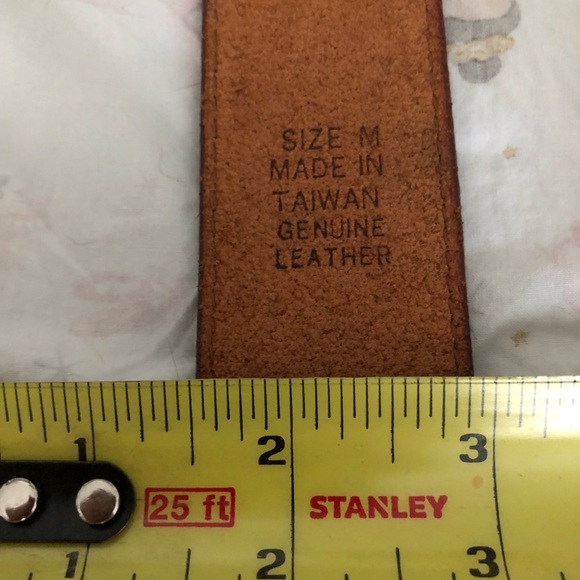 SIZE M
MADE IN
TAIWAN
GENUINE
LEATHER
1 2 3
25 ft STANLEY
1 2 3